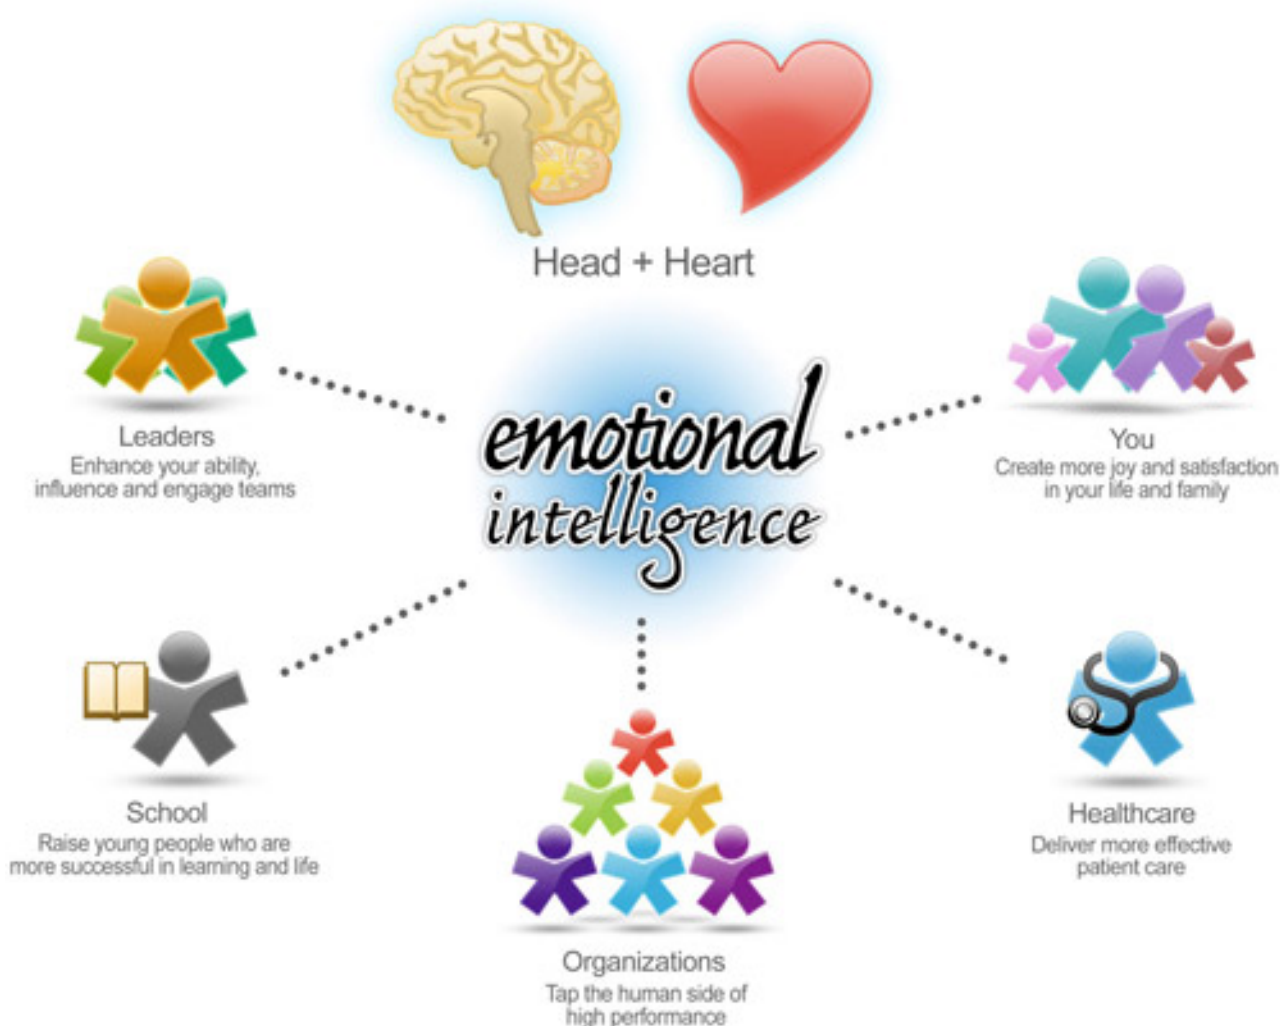 Head + Heart
emotional
intelligence
Leaders
Enhance your ability,
influence and engage teams
You
Create more joy and satisfaction
in your life and family
School
Raise young people who are
more successful in learning and life
Organizations
Tap the human side of
high performance
Healthcare
Deliver more effective
patient care